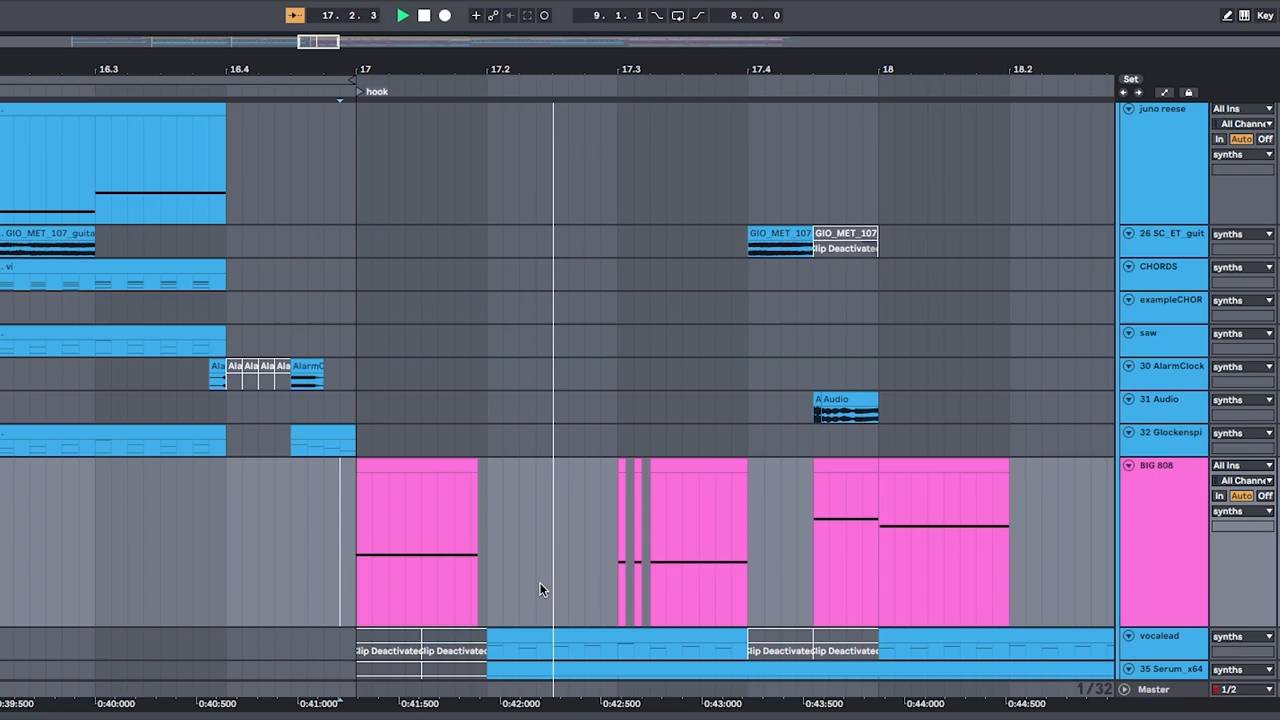 17. 2. 3
9. 1. 1
8. 0. 0
Key
16.3
16.4
17
17.2
17.3
17.4
18
18.2
Set
hook
juno reese
All Ins
All Channe
In
Auto
Off
synths
GIO_MET_107_guita
GIO_MET_107
GIO_MET_107
Clip Deactivated
26 SC_ET_guit
synths
vi
CHORDS
synths
exampleCHOR
synths
saw
synths
Ala
Ala
Ala
Ala
Ala
AlarmC
30 AlarmClock
synths
A
Audio
31 Audio
synths
32 Glockenspi
synths
BIG 808
All Ins
All Channe
In
Auto
Off
synths
Clip Deactivated
Clip Deactivated
Clip Deactivated
Clip Deactivated
vocalead
synths
35 Serum_x64
synths
1/32
Master
1/2
0:39:500
0:40:000
0:40:500
0:41:000
0:41:500
0:42:000
0:42:500
0:43:000
0:43:500
0:44:000
0:44:500